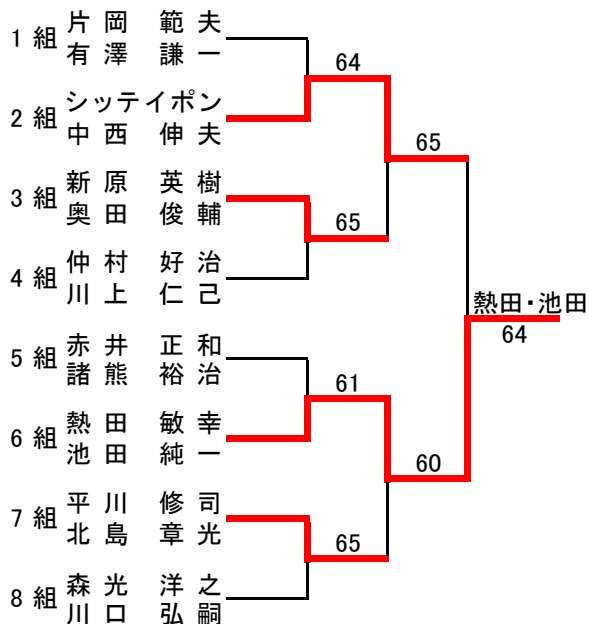 1 組 片 岡 範 夫
有 澤 謙 一
64
2 組 シッテイポン
中 西 伸 夫
65
3 組 新 原 英 樹
奥 田 俊 輔
65
4 組 仲 村 好 治
川 上 仁 己
熱田・池田
64
5 組 赤 井 正 和
諸 熊 裕 治
61
6 組 熱 田 敏 幸
池 田 純 一
60
7 組 平 川 修 司
北 島 章 光
65
8 組 森 光 洋 之
川 口 弘 嗣